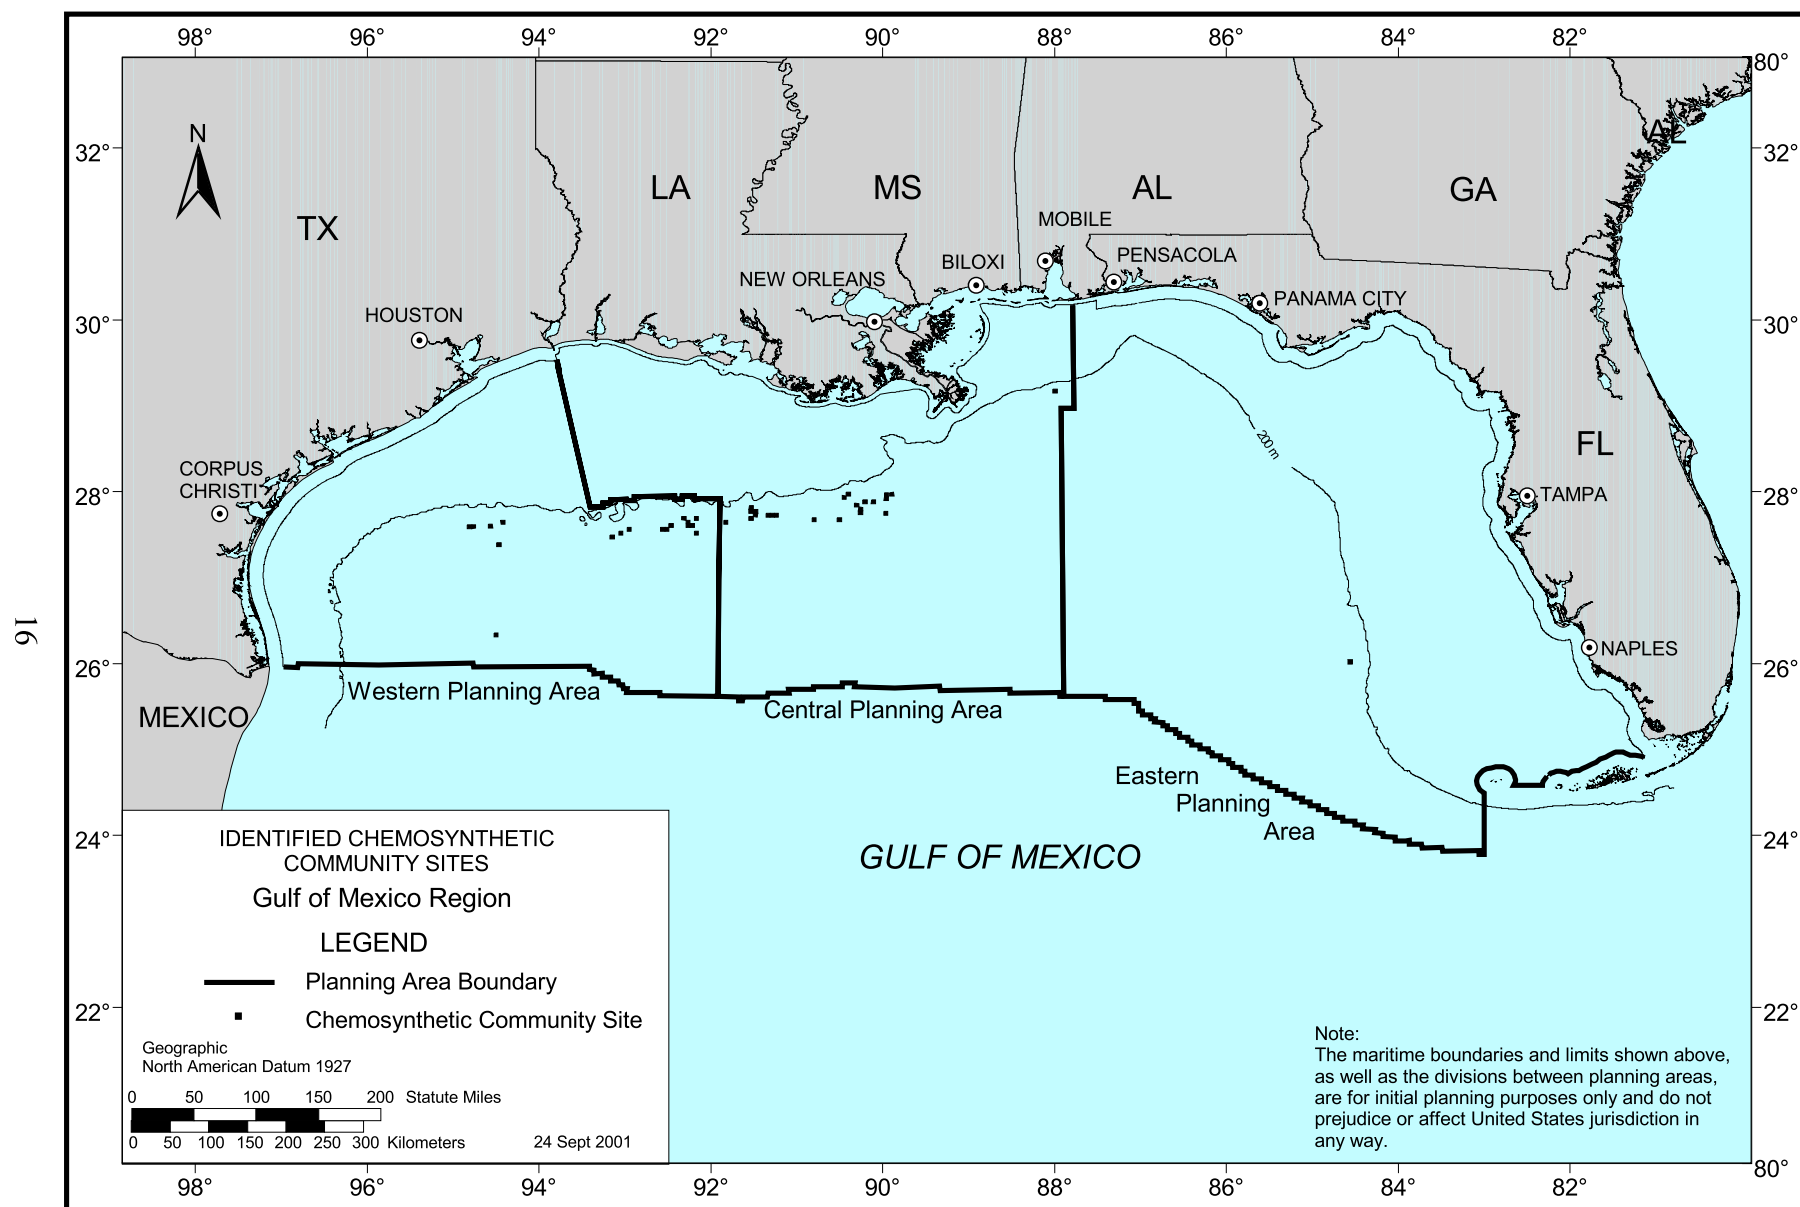 98° 96° 94° 92° 90° 88° 86° 84° 82°
80°
32° 32°
30° 30°
28° 28°
26° 26°
24° 24°
22° 22°
80°
98° 96° 94° 92° 90° 88° 86° 84° 82°
N
TX
LA
MS
AL
GA
AL
FL
MOBILE
PENSACOLA
BILOXI
NEW ORLEANS
PANAMA CITY
HOUSTON
CORPUS
CHRISTI
TAMPA
NAPLES
MEXICO
200 m
Western Planning Area
Central Planning Area
Eastern
Planning
Area
GULF OF MEXICO
16
IDENTIFIED CHEMOSYNTHETIC
COMMUNITY SITES
Gulf of Mexico Region
LEGEND
Planning Area Boundary
Chemosynthetic Community Site
Geographic
North American Datum 1927
0 50 100 150 200 Statute Miles
0 50 100 150 200 250 300 Kilometers
24 Sept 2001
Note:
The maritime boundaries and limits shown above,
as well as the divisions between planning areas,
are for initial planning purposes only and do not
prejudice or affect United States jurisdiction in
any way.